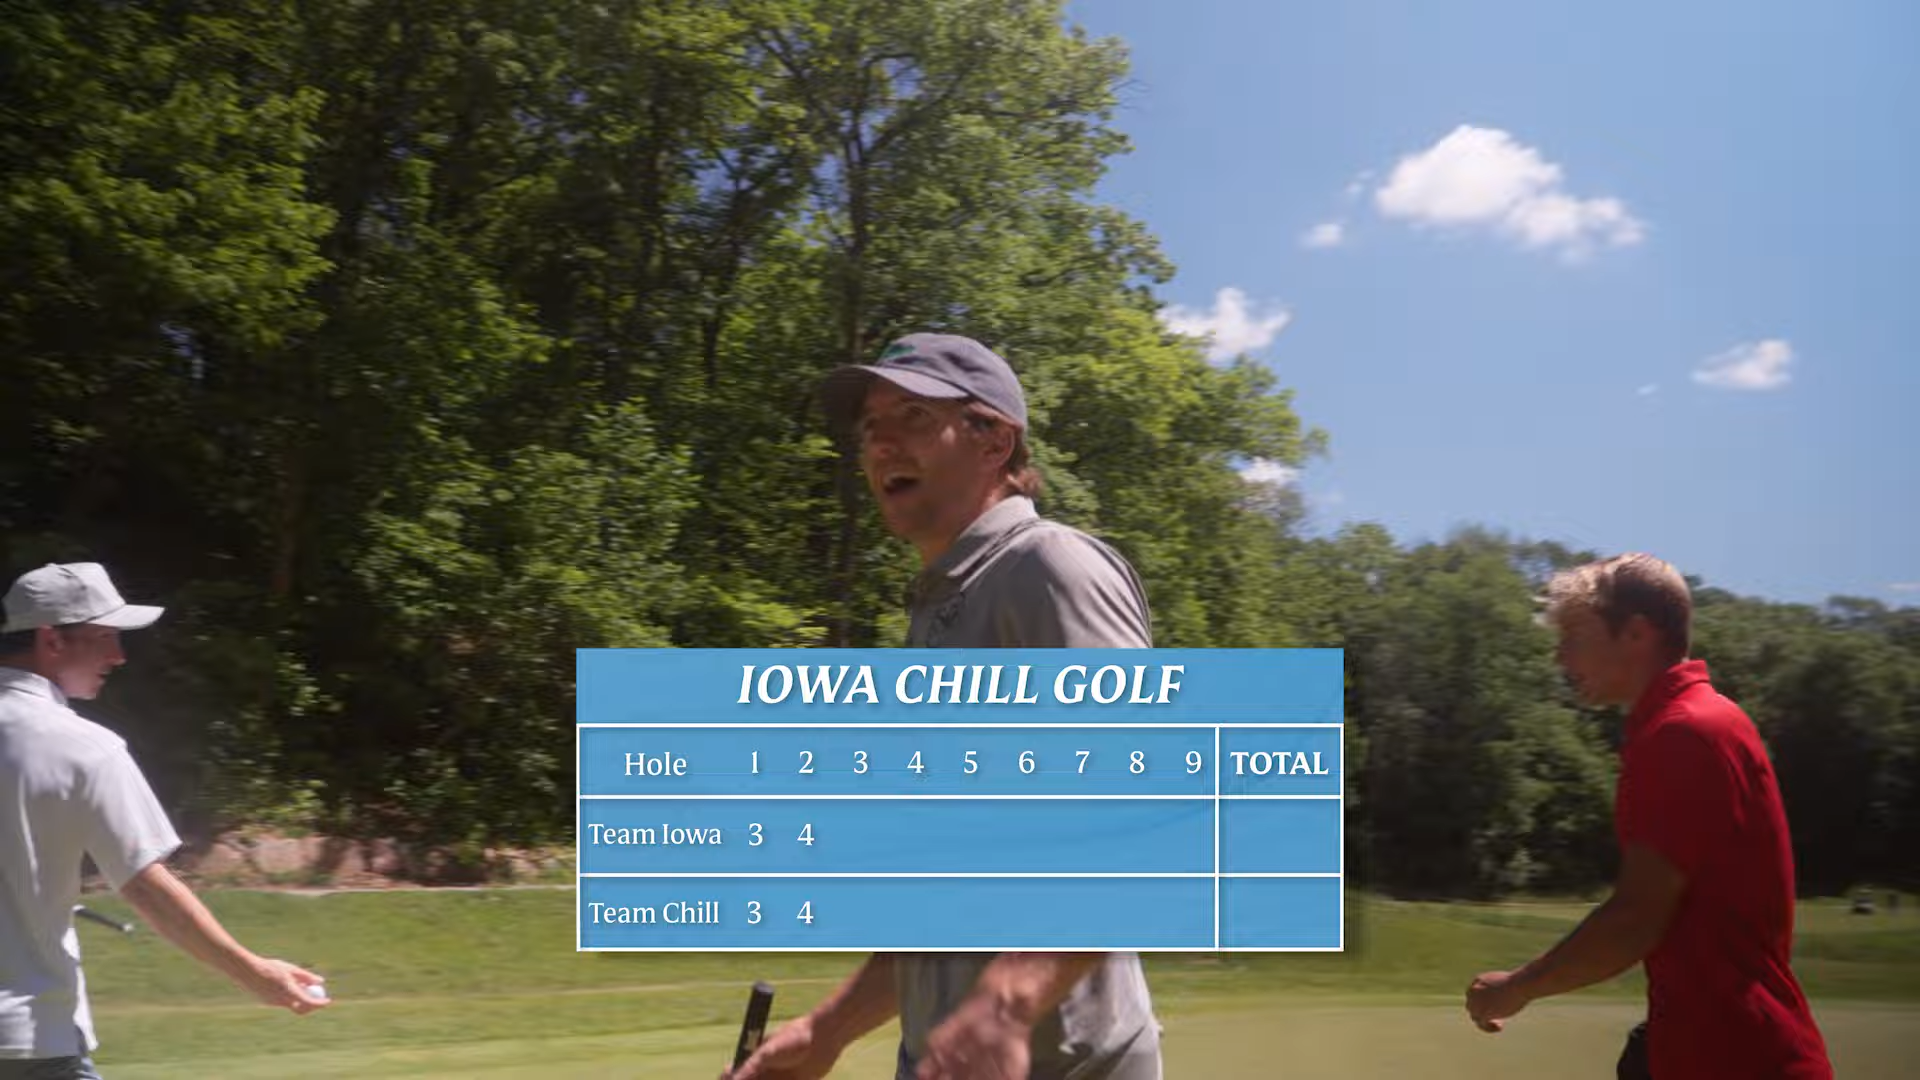 IOWA CHILL GOLF
Hole 1 2 3 4 5 6 7 8 9 TOTAL
Team Iowa 3 4
Team Chill 3 4